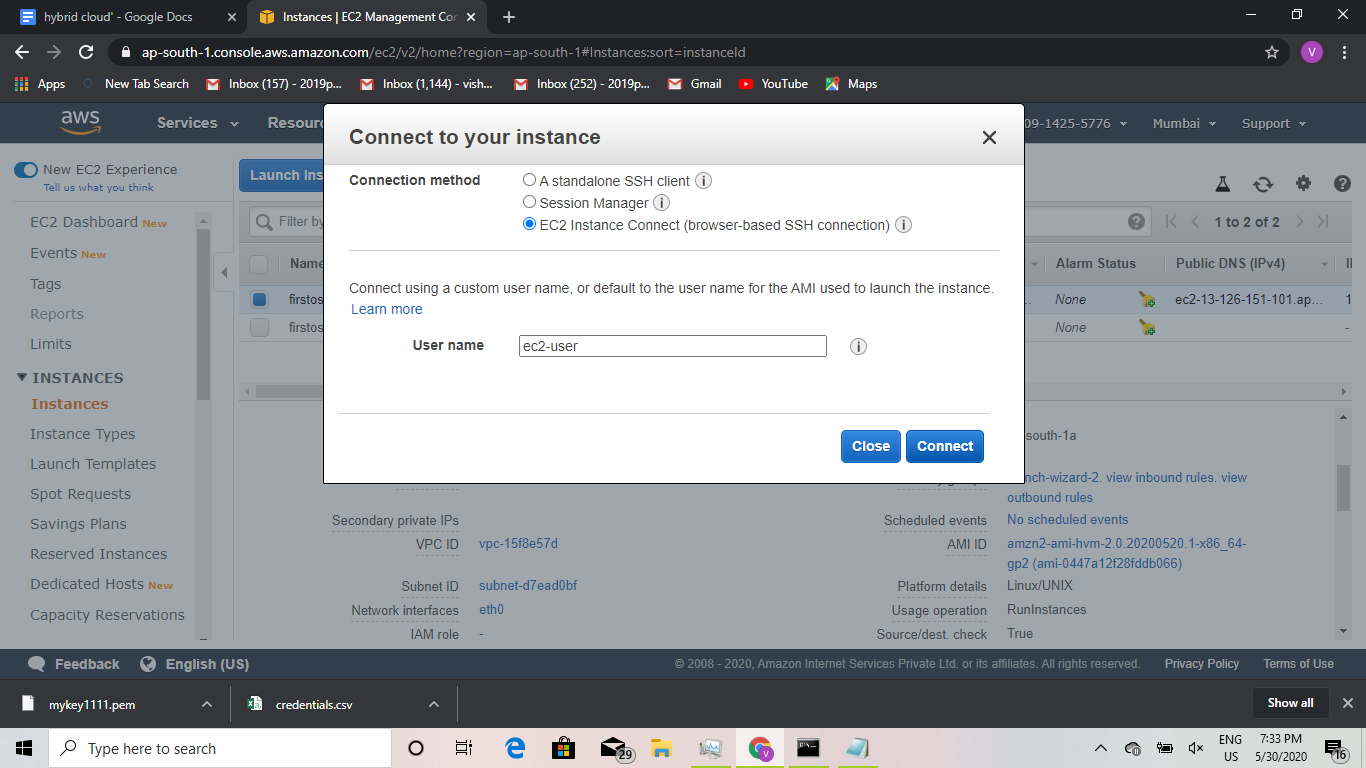 hybrid cloud' - Google Docs
Instances | EC2 Management Con
ap-south-1.console.aws.amazon.com/ec2/v2/home?region=ap-south-1#Instances:sort=instanceId
V
Apps
New Tab Search
Inbox (157) - 2019p...
Inbox (1,144) - vish...
Inbox (252) - 2019p...
Gmail
YouTube
Maps
aws
Services
Resour
09-1425-5776
Mumbai
Support
New EC2 Experience
Tell us what you think
EC2 Dashboard New
Events New
Tags
Reports
Limits
INSTANCES
Instances
Instance Types
Launch Templates
Spot Requests
Savings Plans
Reserved Instances
Dedicated Hosts New
Capacity Reservations
Launch Ins
Filter by
1 to 2 of 2
Name
Alarm Status
Public DNS (IPv4)
firstos
None
ec2-13-126-151-101.ap...
1
firstos
None
-
Connect to your instance
Connection method
A standalone SSH client
Session Manager
EC2 Instance Connect (browser-based SSH connection)
Connect using a custom user name, or default to the user name for the AMI used to launch the instance.
Learn more
User name
ec2-user
Close
Connect
south-1a
nch-wizard-2. view inbound rules. view
outbound rules
Secondary private IPs
Scheduled events
No scheduled events
VPC ID
vpc-15f8e57d
AMI ID
amzn2-ami-hvm-2.0.20200520.1-x86_64-
gp2 (ami-0447a12f28fddb066)
Subnet ID
subnet-d7ead0bf
Platform details
Linux/UNIX
Network interfaces
eth0
Usage operation
RunInstances
IAM role
-
Source/dest. check
True
Feedback
English (US)
© 2008 - 2020, Amazon Internet Services Private Ltd. or its affiliates. All rights reserved.
Privacy Policy
Terms of Use
mykey1111.pem
credentials.csv
Show all
Type here to search
29
V
ENG
US
7:33 PM
5/30/2020
16